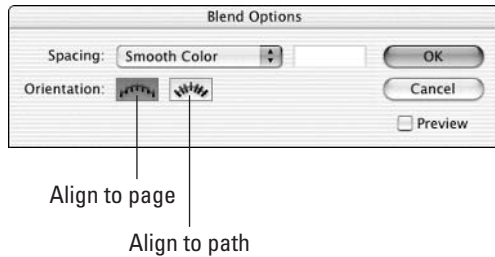 Blend Options
Spacing: Smooth Color OK
Orientation: Cancel
Preview
Align to page
Align to path